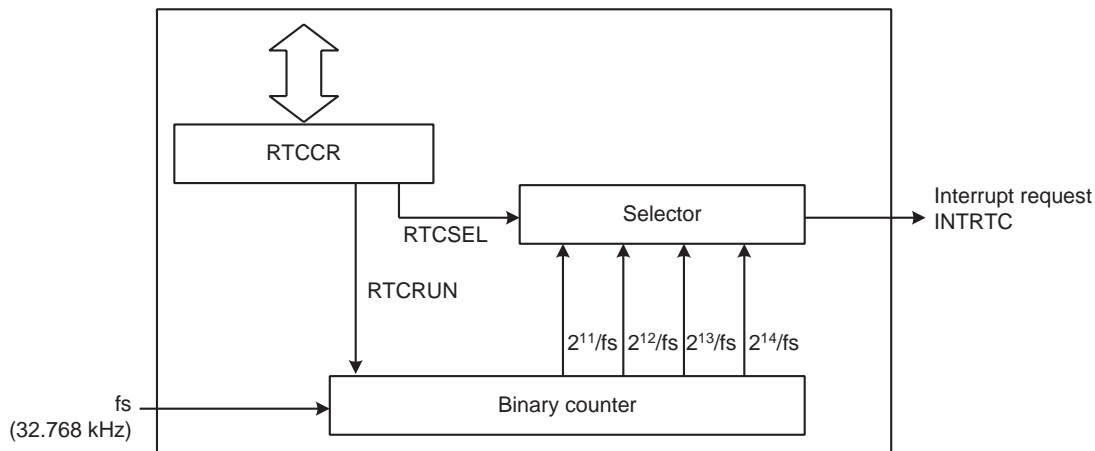 RTCCR
Selector
Interrupt request
INTRTC
RTCSEL
RTCRUN
2¹¹/fs 2¹²/fs 2¹³/fs 2¹⁴/fs
Binary counter
fs
(32.768 kHz)